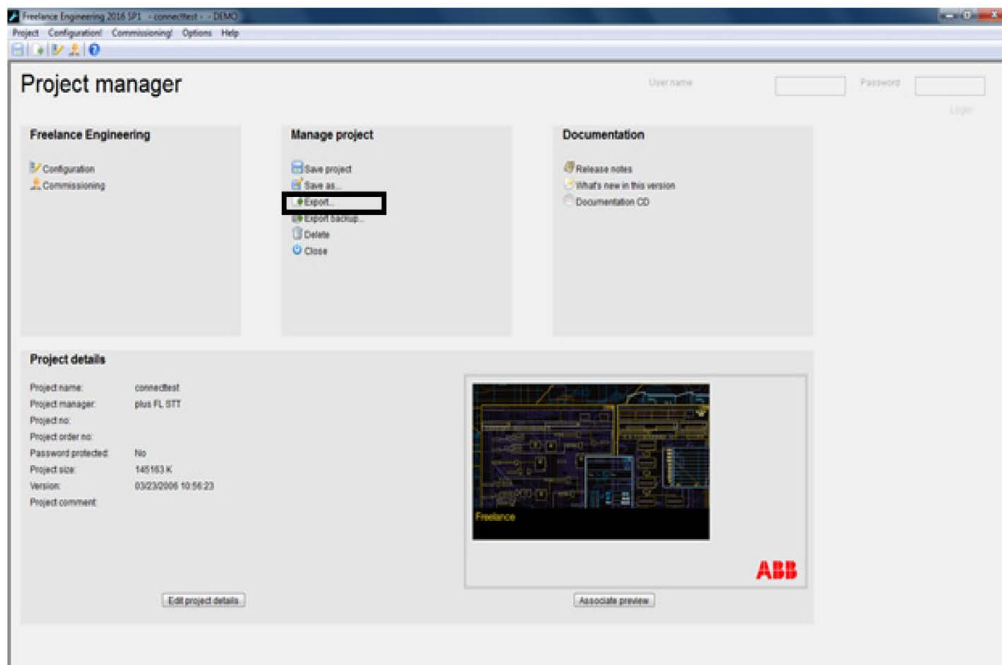 Freelance Engineering 2016 SP1 - connecttest - - DEMO
Project Configuration! Commissioning! Options Help
Project manager
User name
Password
Login
Freelance Engineering
Configuration
Commissioning
Manage project
Save project
Save as...
Export...
Export backup...
Delete
Close
Documentation
Release notes
What's new in this version
Documentation CD
Project details
Project name: connecttest
Project manager: plus FL STT
Project no:
Project order no:
Password protected: No
Project size: 145163 K
Version: 03/23/2006 10:56:23
Project comment:
Freelance
ABB
Edit project details
Associate preview